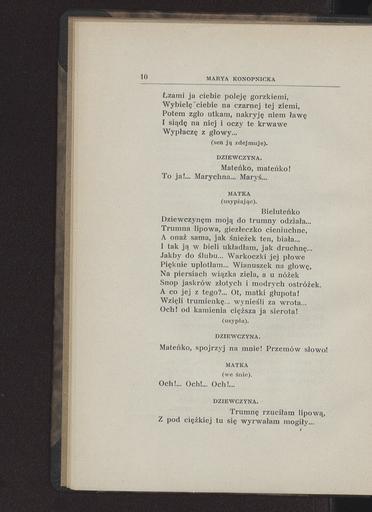 10
MARYA KONOPNICKA
Łzami ja ciebie poleję gorzkiemi,
Wybielę ciebie na czarnej tej ziemi,
Potem zgło utkam, nakryję niem ławę
I siądę na niej i oczy te krwawe
Wypłaczę z głowy...
(sen ją zdejmuje).
DZIEWCZYNA.
Mateńko, mateńko!
To ja!... Marychna... Maryś...
MATKA
(usypiając).
Bieluteńko
Dziewczynęm moją do trumny odziała...
Trumna lipowa, giezłeczko cieniuchne,
A onaż sama, jak śnieżek ten, biała...
I tak ją w bieli układłam, jak druchnę...
Jakby do ślubu... Warkoczki jej płowe
Pięknie uplotłam... Wianuszek na głowę,
Na piersiach wiązka ziela, a u nóżek
Snop jaskrów złotych i modrych ostróżek.
A co jej z tego?... Ot, matki głupota!
Wzięli trumienkę... wynieśli za wrota...
Och! od kamienia cięższa ja sierota!
(usypia).
DZIEWCZYNA.
Mateńko, spojrzyj na mnie! Przemów słowo!
MATKA
(we śnie).
Och!... Och!... Och!...
DZIEWCZYNA.
Trumnę rzuciłam lipową,
Z pod ciężkiej tu się wyrwałam mogiły...